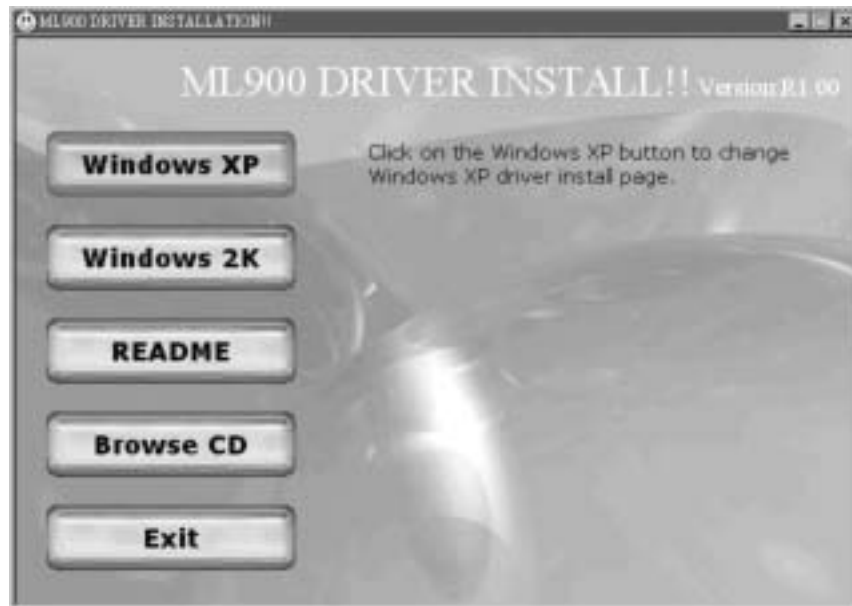 ML900 DRIVER INSTALLATION!!
ML900 DRIVER INSTALL!! Version:R1.00
Windows XP
Click on the Windows XP button to change
Windows XP driver install page.
Windows 2K
README
Browse CD
Exit